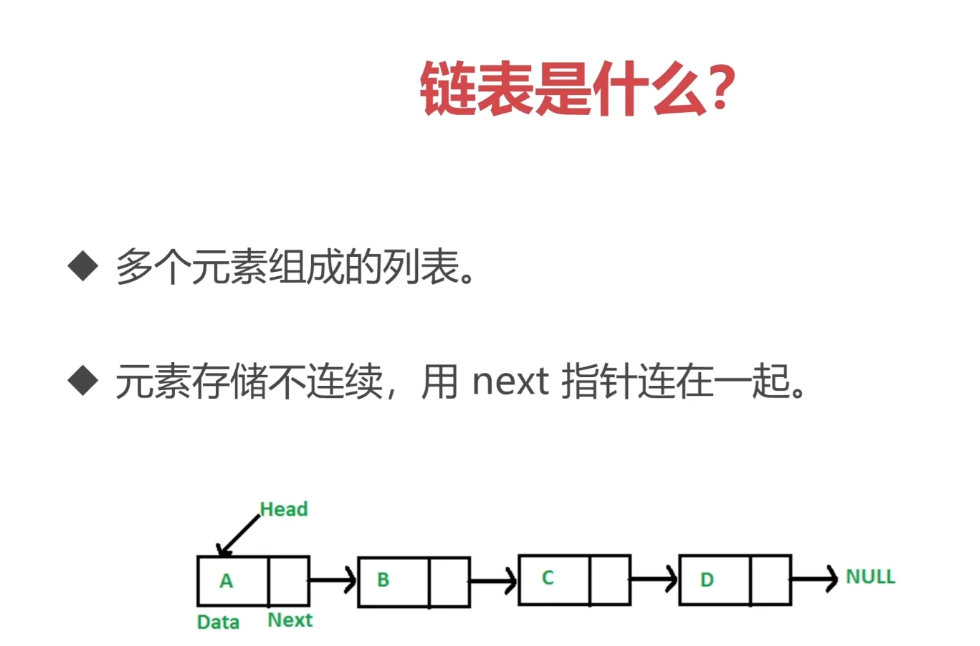 链表是什么?
◆ 多个元素组成的列表。
◆ 元素存储不连续，用 next 指针连在一起。
Head
A B C D NULL
Data Next